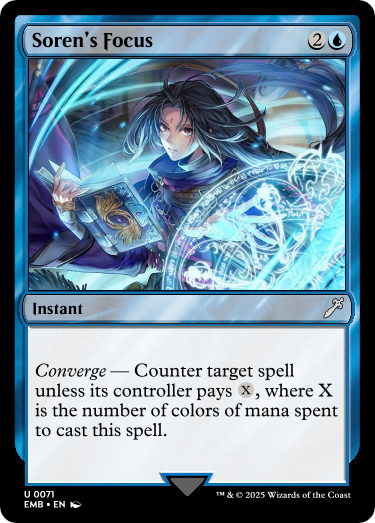 Soren's Focus 2
Instant
Converge — Counter target spell
unless its controller pays X, where X
is the number of colors of mana spent
to cast this spell.
U 0071
EMB • EN
™ & © 2025 Wizards of the Coast